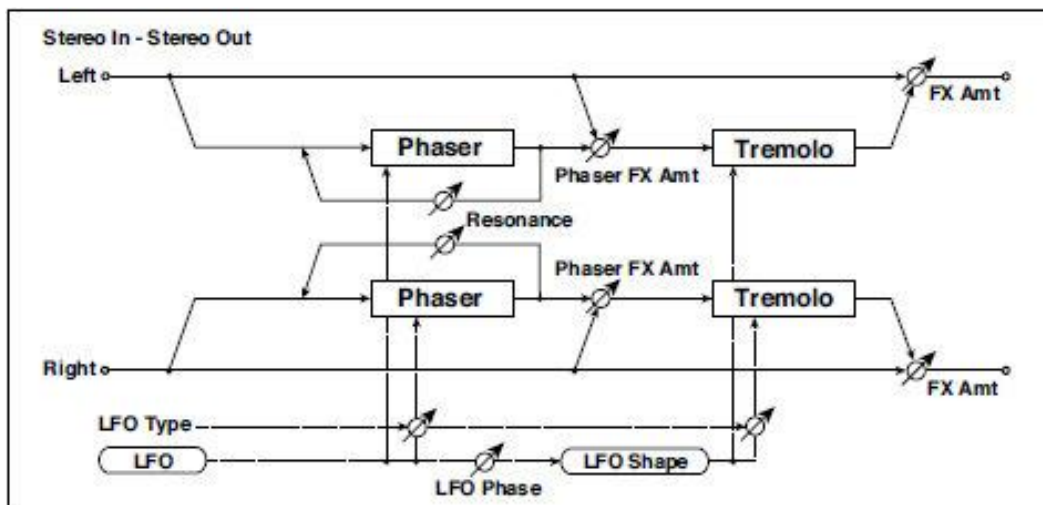 Stereo In - Stereo Out
Left
FX Amt
Phaser
Tremolo
Phaser FX Amt
Resonance
Phaser FX Amt
Phaser
Tremolo
Right
FX Amt
LFO Type
LFO
LFO Shape
LFO Phase